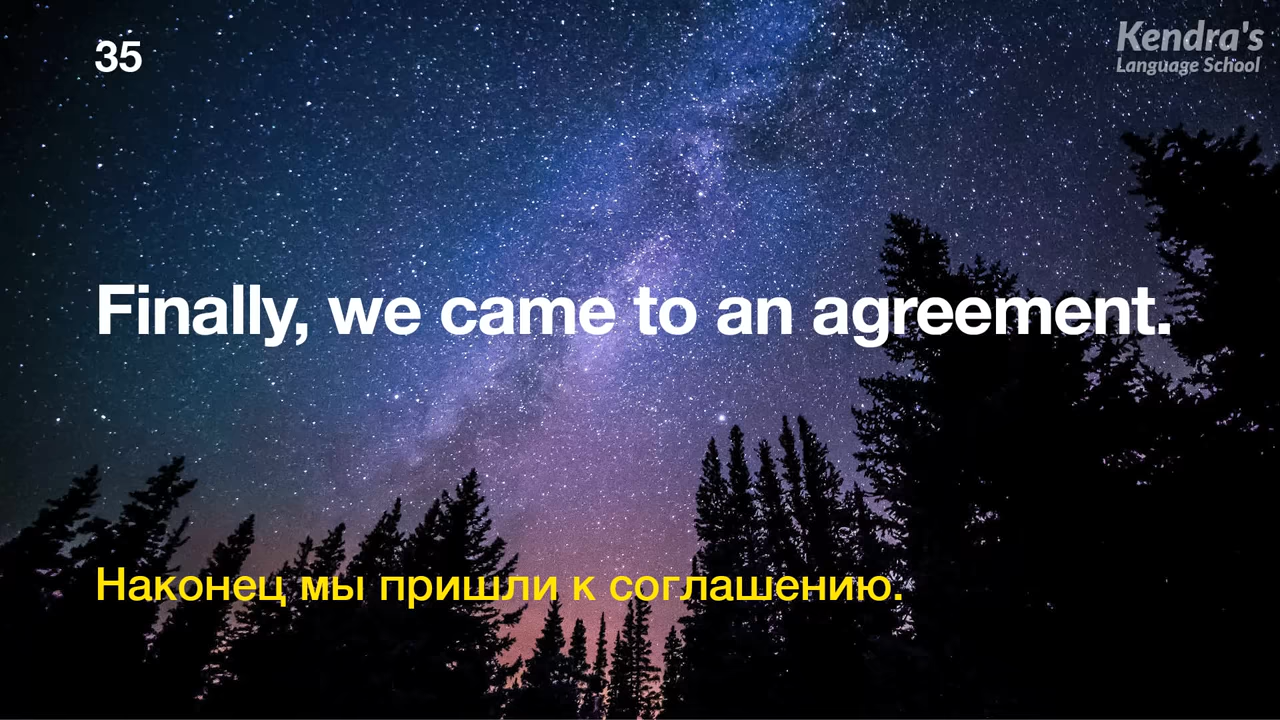 35
Kendra's
Language School
Finally, we came to an agreement.
Наконец мы пришли к соглашению.